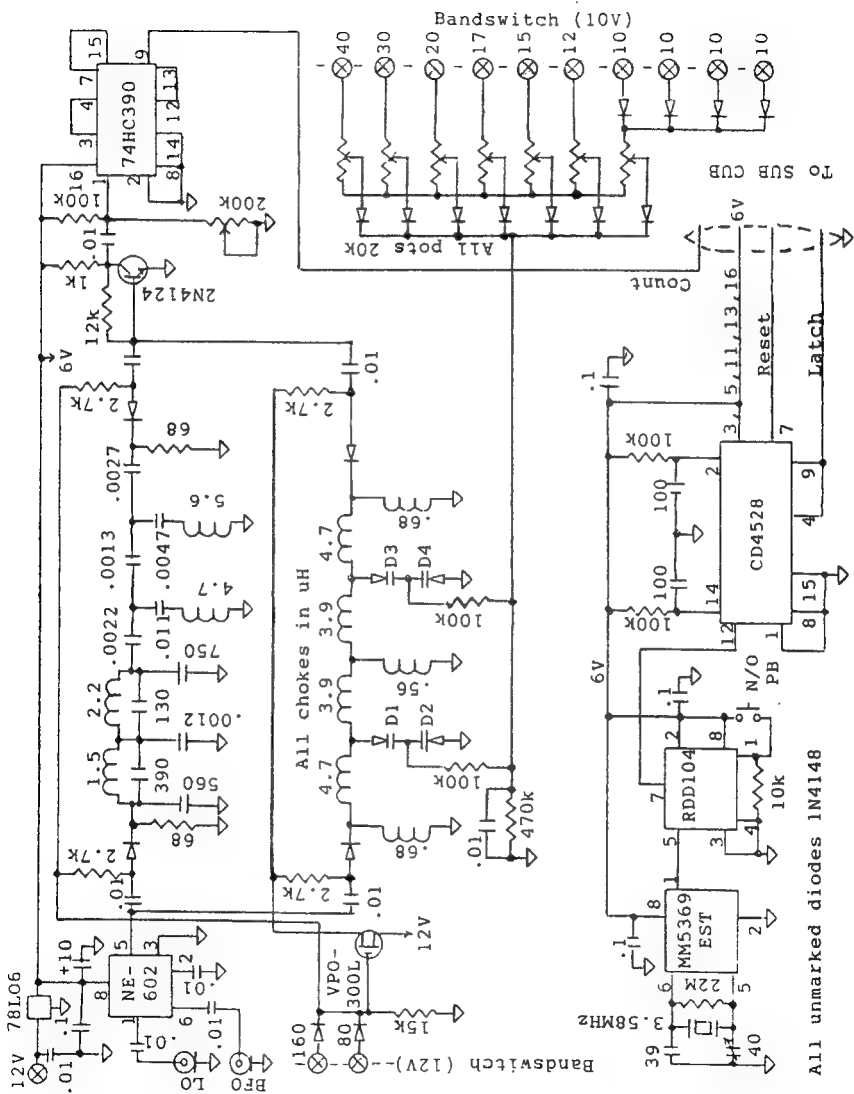 12V
78L06
.01
.1
+10
8
NE-602
5
3
2
1
6
.01
.01
.01
LO
BFO
.01
2.7k
68
560
1.5
390
.0012
2.2
130
750
.0022
.011
4.7
.0013
.0047
5.6
.0027
68
2.7k
6V
12k
1k
2N4124
.01
100k
200k
16
1
2
3
4
7
15
74HC390
8
14
12
13
9
Bandswitch (12V)
160
80
15k
VPO-300L
12V
.01
2.7k
.68
4.7
D1
D2
100k
3.9
.56
3.9
All chokes in uH
D3
D4
100k
4.7
.68
2.7k
.01
.01
470k
All pots 20k
Bandswitch (10V)
40
30
20
17
15
12
10
10
10
10
Count
To SUB CUB
6V
Reset
Latch
3.58MHz
39
40
22M
6
5
MM5369 EST
8
1
2
.1
5
7
RDD104
2
8
3
4
1
10k
.1
N/O PB
6V
100k
100
100
100k
12
14
2
3,5,11,13,16
CD4528
1
8
15
4
9
7
.1
All unmarked diodes 1N4148